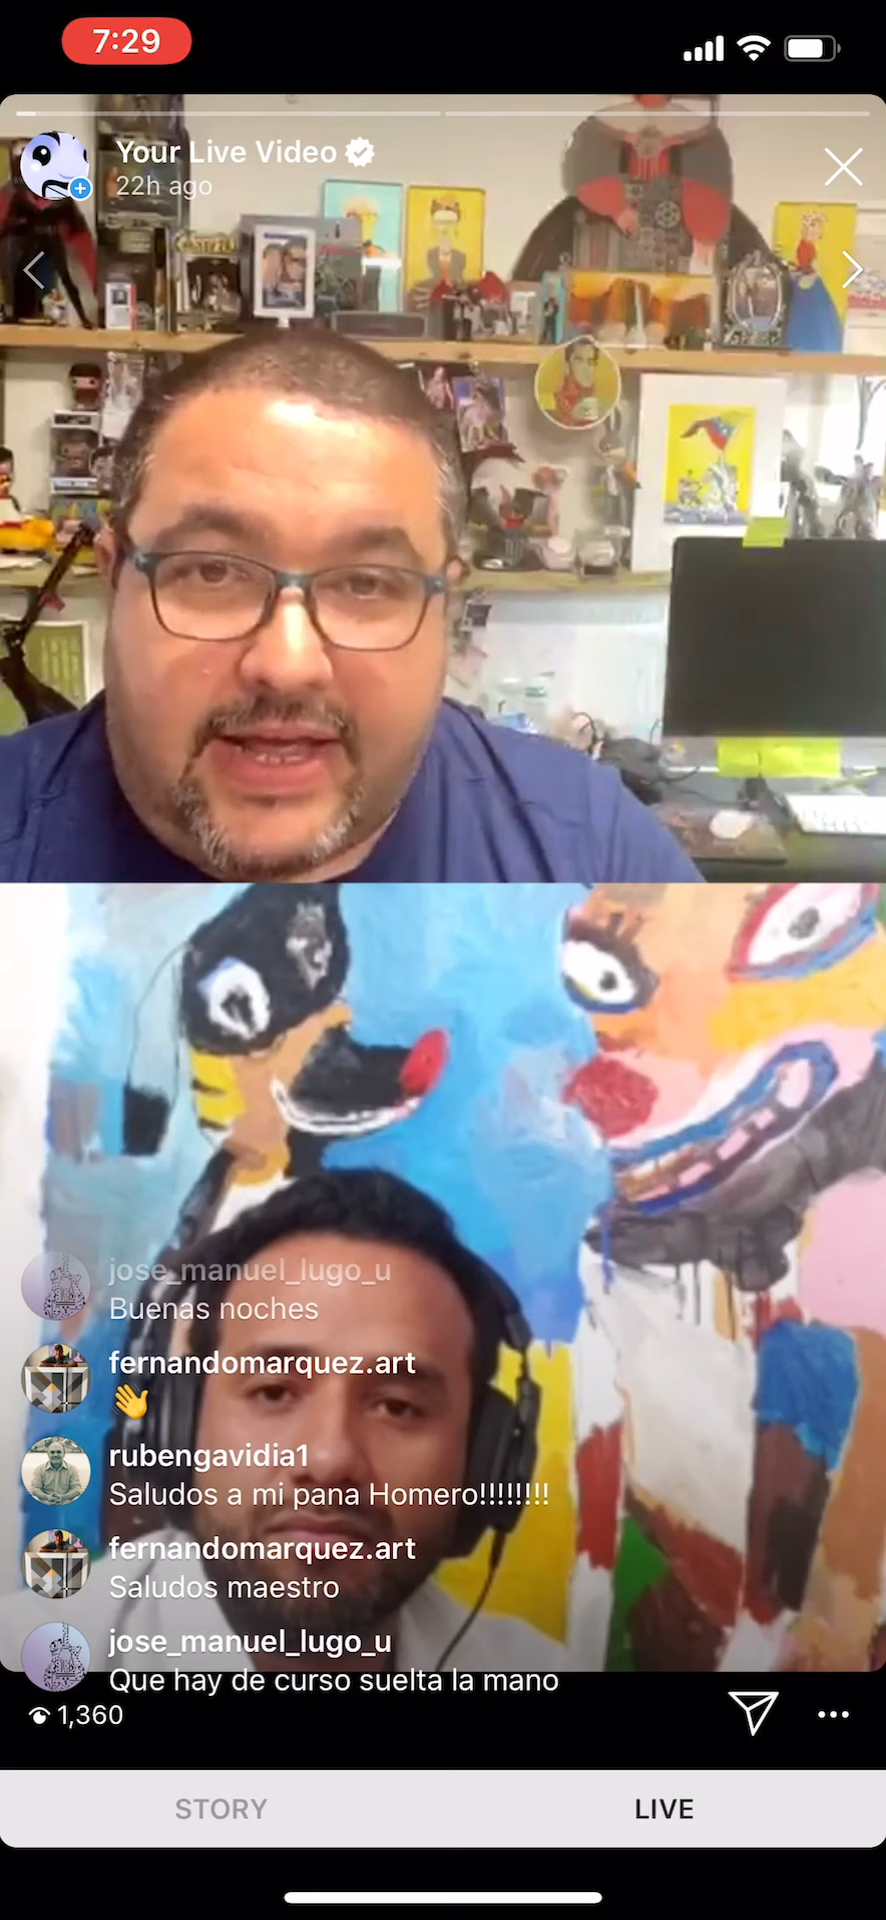 7:29
Your Live Video
22h ago
jose_manuel_lugo_u
Buenas noches
fernandomarquez.art
👋
rubengavidia1
Saludos a mi pana Homero!!!!!!!!
fernandomarquez.art
Saludos maestro
jose_manuel_lugo_u
Que hay de curso suelta la mano
1,360
STORY
LIVE